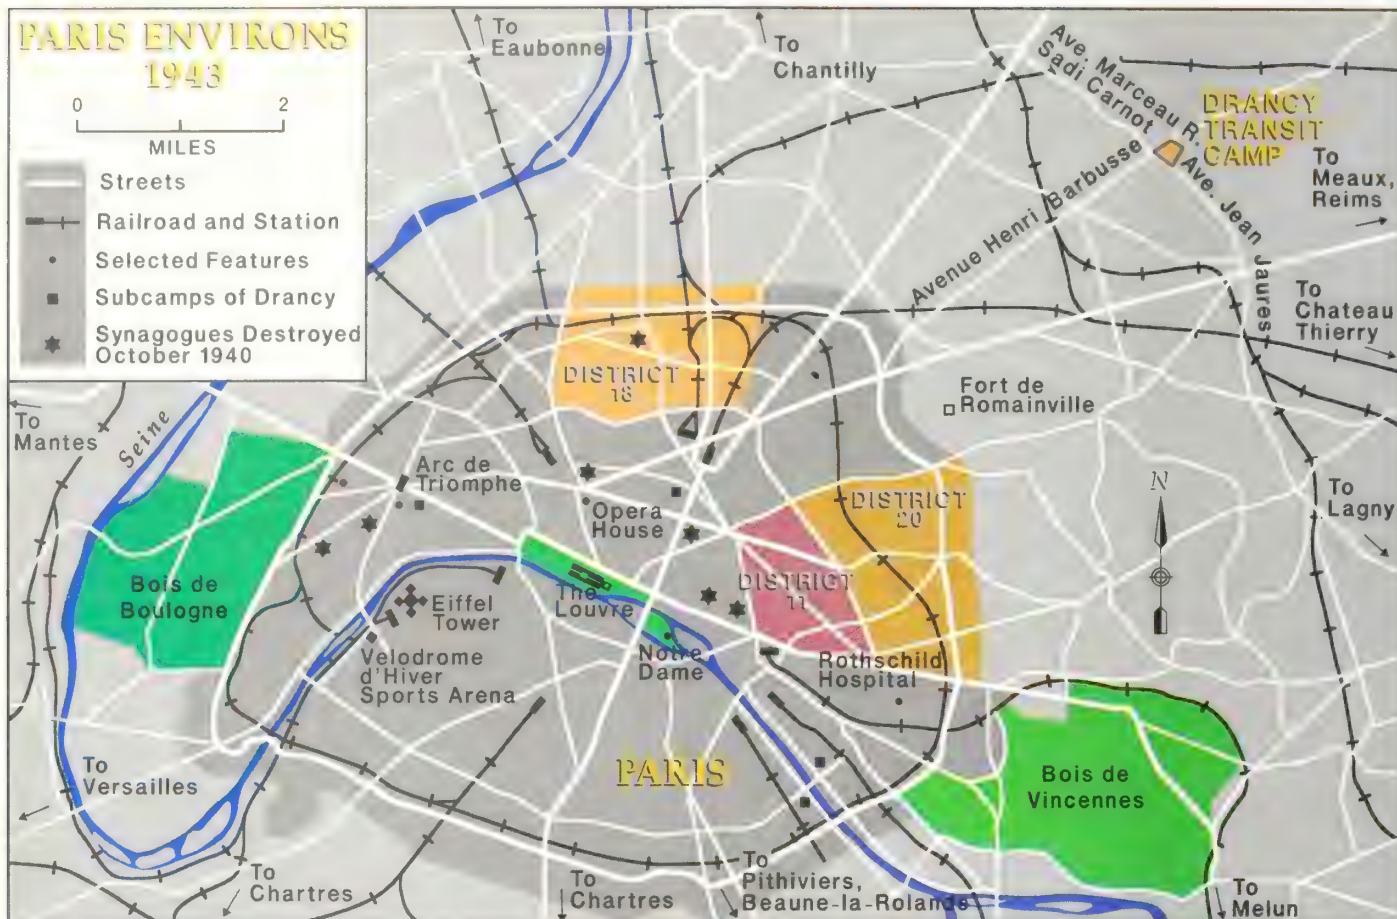 PARIS ENVIRONS
1943
0 2
MILES
Streets
Railroad and Station
Selected Features
Subcamps of Drancy
Synagogues Destroyed
October 1940
To
Eaubonne
To
Chantilly
Ave. Marceau R.
Sadi Carnot
DRANCY
TRANSIT
CAMP
To
Meaux,
Reims
Avenue Henri Barbusse
Ave. Jean Jaures
To
Chateau
Thierry
To
Mantes
Seine
DISTRICT
18
Fort de
Romainville
Arc de
Triomphe
Opera
House
DISTRICT
20
N
To
Lagny
Bois de
Boulogne
Eiffel
Tower
The
Louvre
DISTRICT
11
Velodrome
d'Hiver
Sports Arena
Notre
Dame
Rothschild
Hospital
PARIS
To
Versailles
Bois de
Vincennes
To
Chartres
To
Chartres
To
Pithiviers,
Beaune-la-Rolande
To
Melun